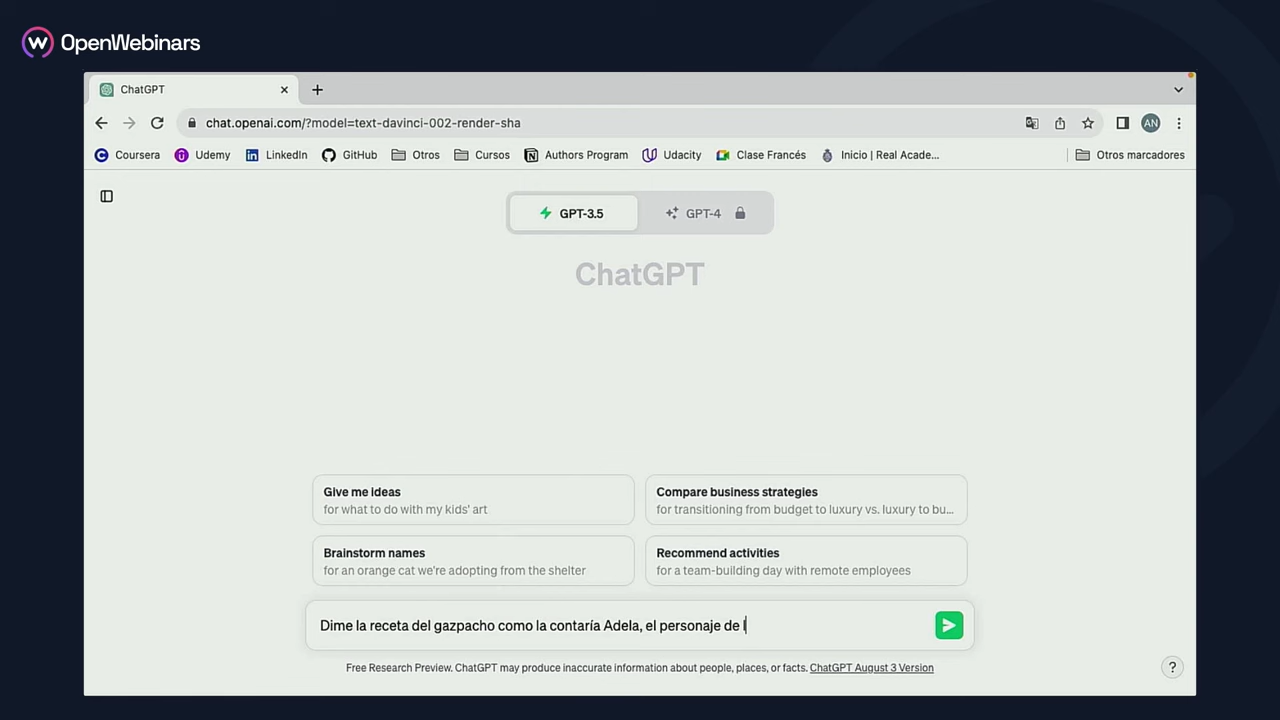 OpenWebinars
ChatGPT
chat.openai.com/?model=text-davinci-002-render-sha
AN
Coursera Udemy LinkedIn GitHub Otros Cursos Authors Program Udacity Clase Francés Inicio | Real Acade... Otros marcadores
GPT-3.5 GPT-4
ChatGPT
Give me ideas
for what to do with my kids' art
Compare business strategies
for transitioning from budget to luxury vs. luxury to bu...
Brainstorm names
for an orange cat we're adopting from the shelter
Recommend activities
for a team-building day with remote employees
Dime la receta del gazpacho como la contaría Adela, el personaje de l
Free Research Preview. ChatGPT may produce inaccurate information about people, places, or facts. ChatGPT August 3 Version
?